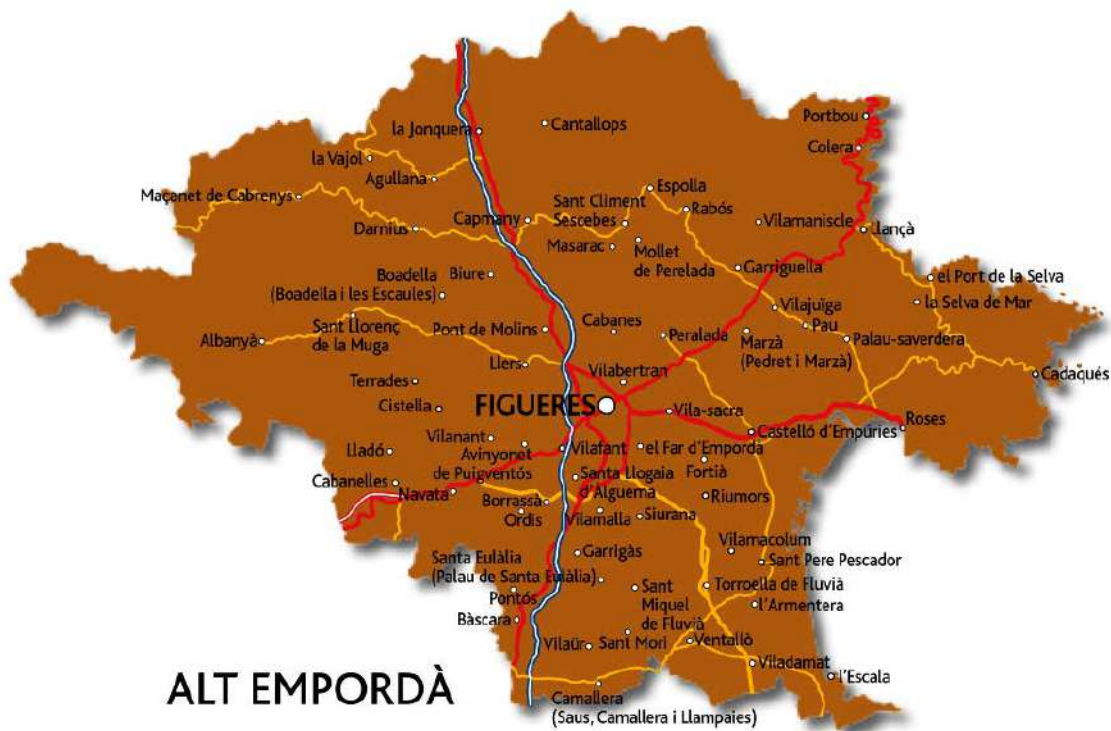 Portbou
la Jonquera
Cantallops
Colera
la Vajol
Agullana
Maçanet de Cabrenys
Espolla
Sant Climent
Sescebes
Rabós
Capmany
Vilamaniscle
Llançà
Darnius
Masarac
Mollet
de Perelada
Garriguella
Boadella
(Boadella i les Escaules)
Biure
el Port de la Selva
la Selva de Mar
Vilajuïga
Sant Llorenç
de la Muga
Pont de Molins
Cabanes
Peralada
Pau
Albanyà
Marzà
(Pedret i Marzà)
Palau-saverdera
Llers
Vilabertran
Cadaqués
Terrades
Cistella
FIGUERES
Vila-sacra
Roses
Castelló d'Empúries
Vilanant
Avinyonet
de Puigventós
Vilafant
el Far d'Empordà
Lladó
Fortià
Cabanelles
Navata
Santa Llogaia
d'Alguema
Borrassà
Ordis
Vilamalla
Siurana
Riumors
Vilamacolum
Santa Eulàlia
(Palau de Santa Eulàlia)
Garrigàs
Sant Pere Pescador
Pontós
Sant
Miquel
de Fluvià
Torroella de Fluvià
l'Armentera
Bàscara
Vilaür
Sant Mori
Ventalló
Viladamat
l'Escala
ALT EMPORDÀ
Camallera
(Saus, Camallera i Llampaies)